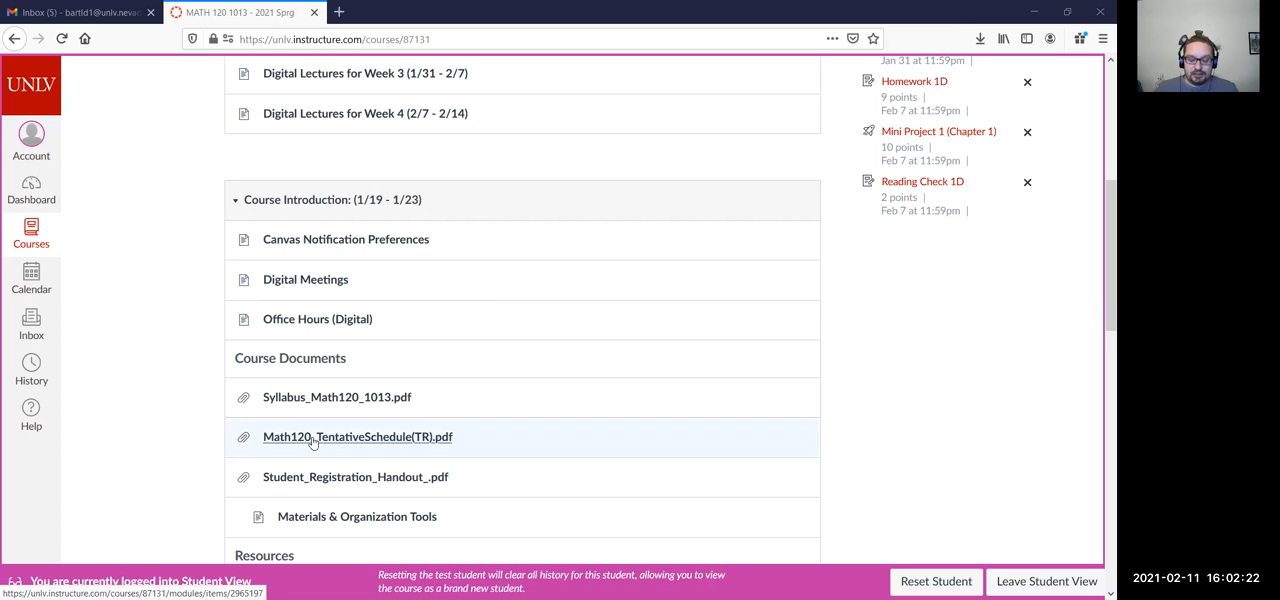 Inbox (5) - bartld1@unlv.neva
MATH 120 1013 - 2021 Sprg
https://unlv.instructure.com/courses/87131
UNLV
Account
Dashboard
Courses
Calendar
Inbox
History
Help
Digital Lectures for Week 3 (1/31 - 2/7)
Digital Lectures for Week 4 (2/7 - 2/14)
Course Introduction: (1/19 - 1/23)
Canvas Notification Preferences
Digital Meetings
Office Hours (Digital)
Course Documents
Syllabus_Math120_1013.pdf
Math120_TentativeSchedule(TR).pdf
Student_Registration_Handout_.pdf
Materials & Organization Tools
Resources
Jan 31 at 11:59pm |
Homework 1D
9 points |
Feb 7 at 11:59pm |
Mini Project 1 (Chapter 1)
10 points |
Feb 7 at 11:59pm |
Reading Check 1D
2 points |
Feb 7 at 11:59pm |
You are currently logged into Student View
Resetting the test student will clear all history for this student, allowing you to view
the course as a brand new student.
Reset Student
Leave Student View
https://unlv.instructure.com/courses/87131/modules/items/2965197
2021-02-11 16:02:22